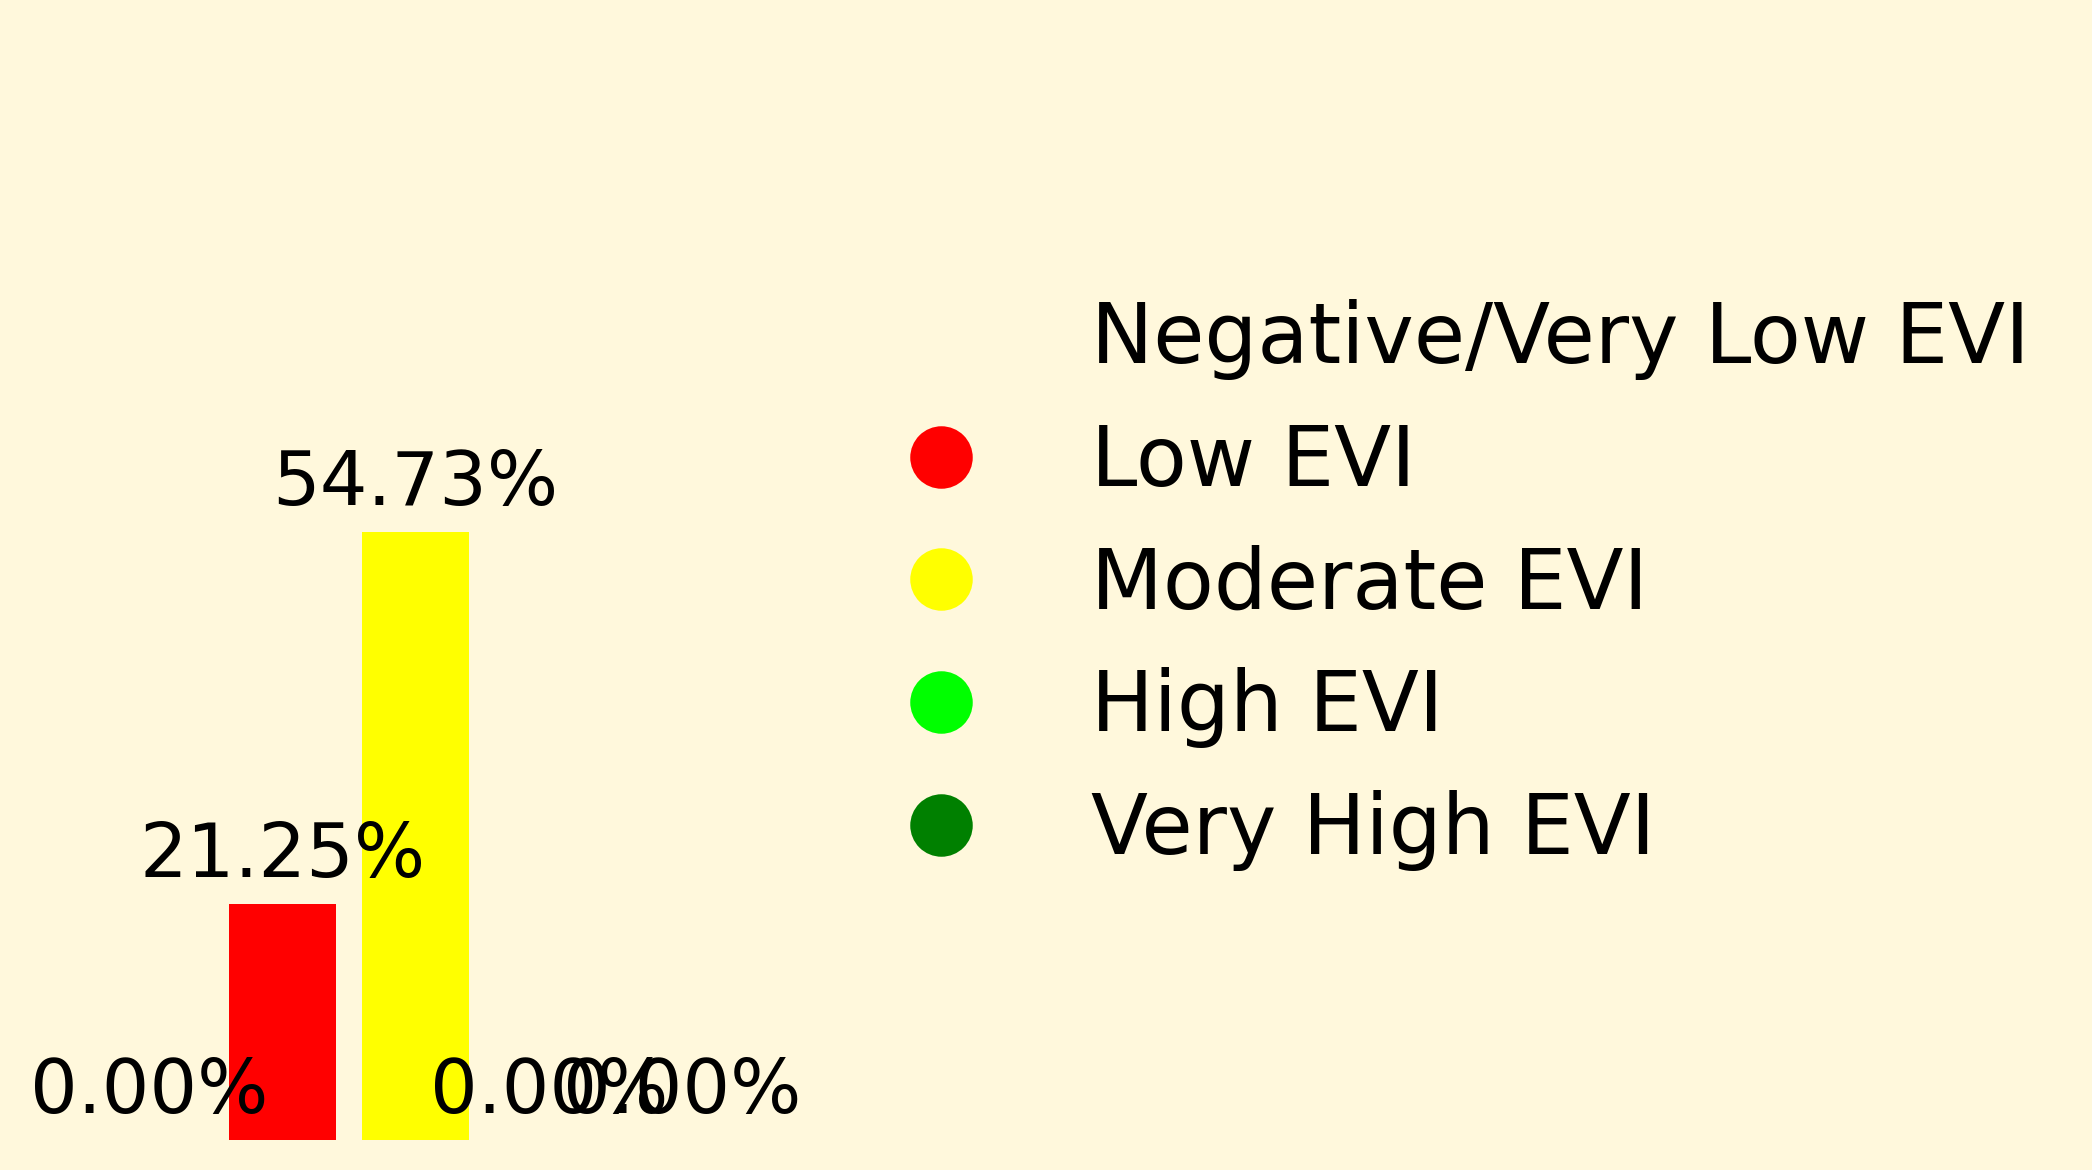 Negative/Very Low EVI
Low EVI
54.73%
Moderate EVI
High EVI
21.25%
Very High EVI
0.00%
0.00%
0.00%